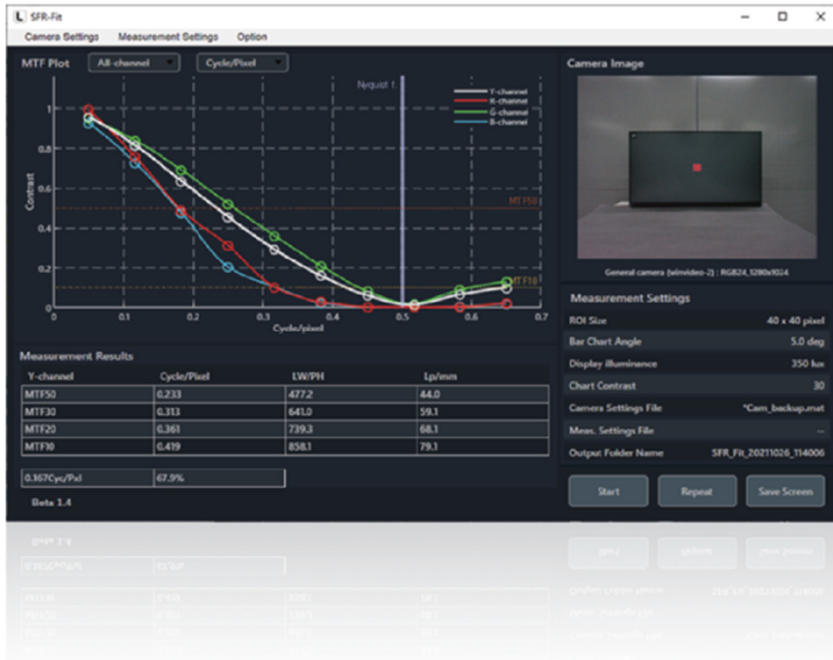 L SFR-Fit
Camera Settings Measurement Settings Option
MTF Plot All-channel Cycle/Pixel
Nyquist f.
Y-channel
R-channel
G-channel
B-channel
Contrast
1
0.8
0.6
0.4
0.2
0
MTF50
MTF10
0 0.1 0.2 0.3 0.4 0.5 0.6 0.7
Cycle/pixel
Camera Image
General camera (winvideo-2) : RGB24_1280x1024
Measurement Settings
ROI Size 40 x 40 pixel
Bar Chart Angle 5.0 deg
Display illuminance 350 lux
Chart Contrast 30
Camera Settings File *Cam_backup.mat
Meas. Settings File --
Output Folder Name SFR_Fit_20211026_114006
Start Repeat Save Screen
Measurement Results
Y-channel Cycle/Pixel LW/PH Lp/mm
MTF50 0.233 477.2 44.0
MTF30 0.313 641.0 59.1
MTF20 0.361 739.3 68.1
MTF10 0.419 858.1 79.1
0.167Cyc/Pxl 67.9%
Beta 1.4